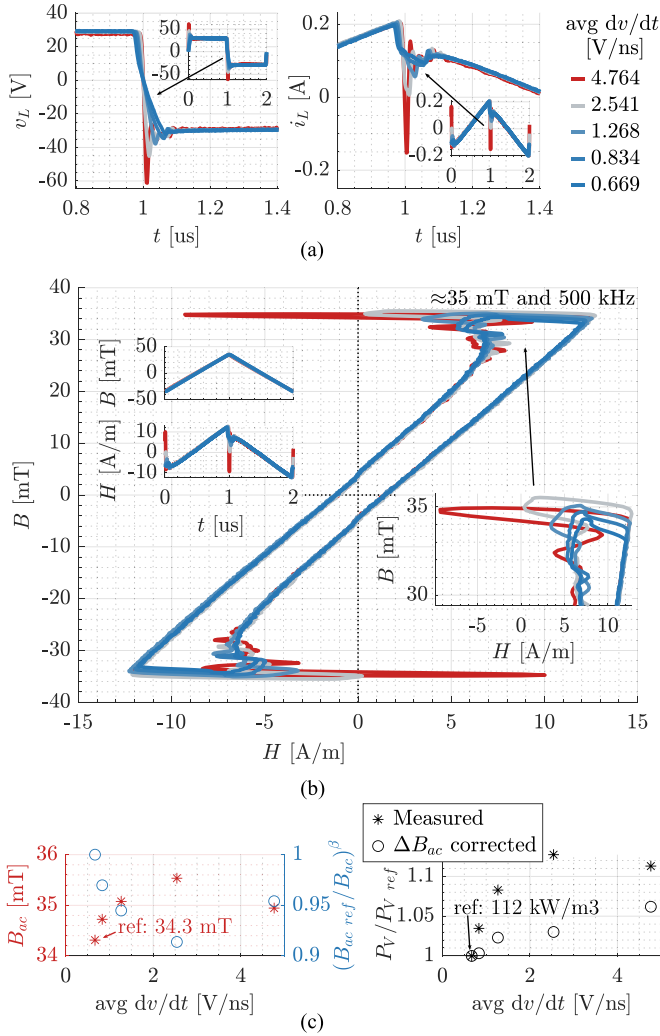 (a)
50
0
-50
0 1 2
40
20
0
-20
-40
-60
0.8 1 1.2 1.4
v_L [V]
t [us]
0.2
0
-0.2
0.8 1 1.2 1.4
i_L [A]
t [us]
0.2
0
-0.2
0 1 2
avg dv/dt
[V/ns]
4.764
2.541
1.268
0.834
0.669
(a)
≈35 mT and 500 kHz
40
30
20
10
0
-10
-20
-30
-40
-15 -10 -5 0 5 10 15
B [mT]
H [A/m]
50
0
-50
B [mT]
10
0
-10
H [A/m]
0 1 2
t [us]
35
30
B [mT]
-5 0 5 10
H [A/m]
(b)
36
35
34
B_ac [mT]
ref: 34.3 mT
1
0.95
0.9
(B_ac ref/B_ac)^β
0 2 4
avg dv/dt [V/ns]
Measured
ΔB_ac corrected
1.1
1.05
1
P_V/P_V ref
ref: 112 kW/m3
0 2 4
avg dv/dt [V/ns]
(c)